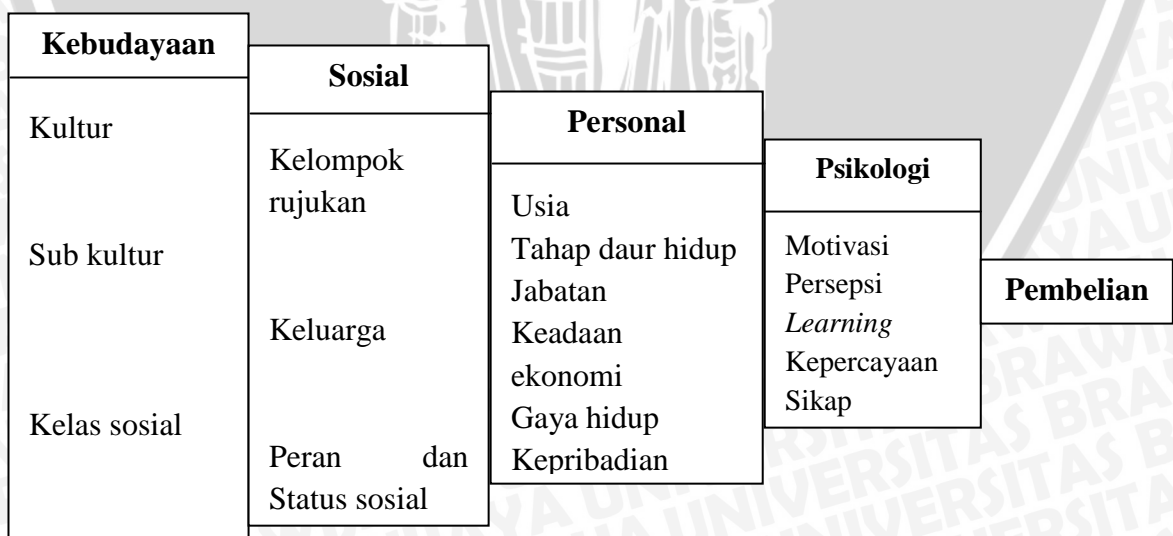 Kebudayaan
Kultur
Sub kultur
Kelas sosial
Sosial
Kelompok
rujukan
Keluarga
Peran dan
Status sosial
Personal
Usia
Tahap daur hidup
Jabatan
Keadaan
ekonomi
Gaya hidup
Kepribadian
Psikologi
Motivasi
Persepsi
Learning
Kepercayaan
Sikap
Pembelian